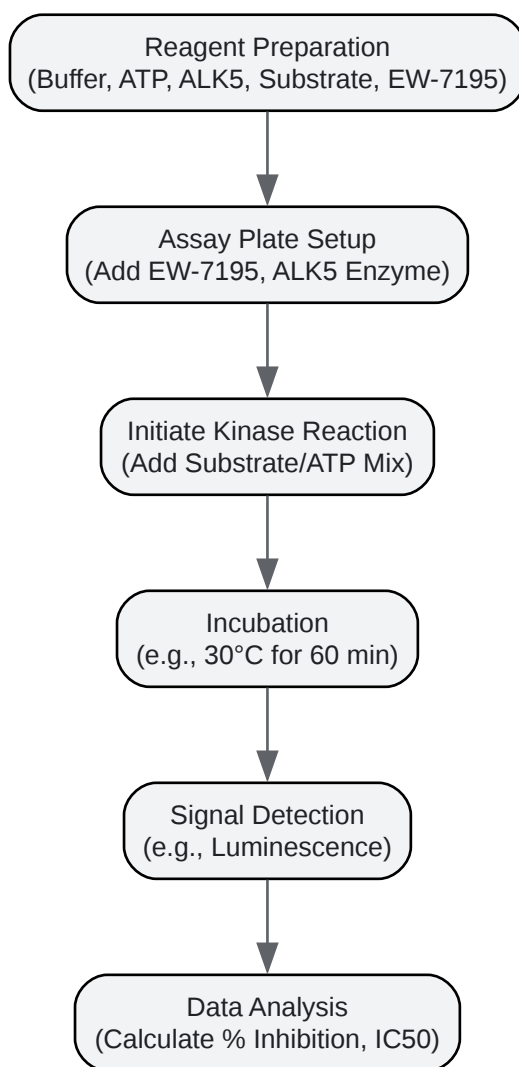 Reagent Preparation
(Buffer, ATP, ALK5, Substrate, EW-7195)
Assay Plate Setup
(Add EW-7195, ALK5 Enzyme)
Initiate Kinase Reaction
(Add Substrate/ATP Mix)
Incubation
(e.g., 30°C for 60 min)
Signal Detection
(e.g., Luminescence)
Data Analysis
(Calculate % Inhibition, IC50)